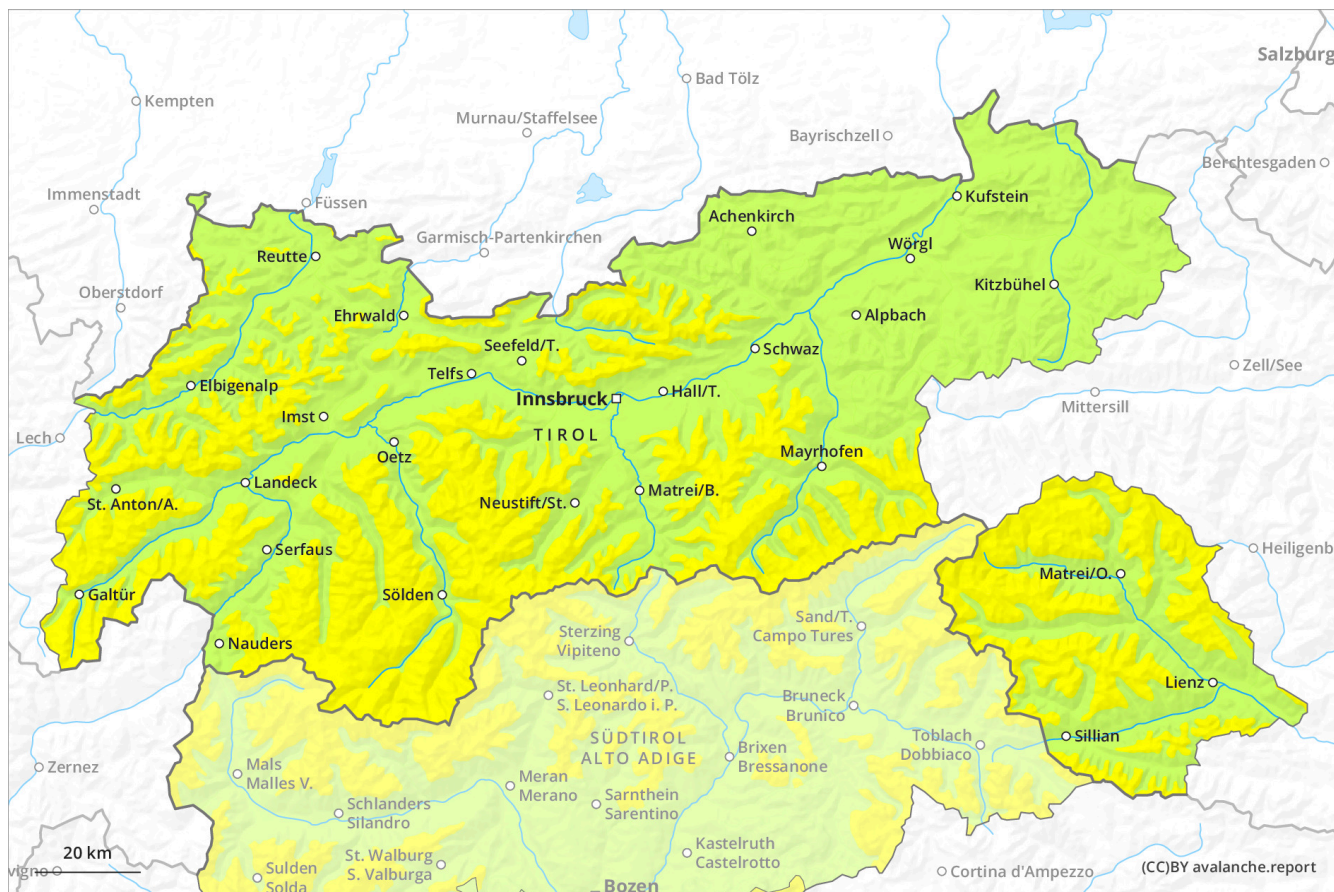 Salzburg
Bad Tölz
Kempten
Murnau/Staffelsee
Bayrischzell
Berchtesgaden
Immenstadt
Füssen
Kufstein
Achenkirch
Garmisch-Partenkirchen
Wörgl
Reutte
Kitzbühel
Oberstdorf
Ehrwald
Alpbach
Seefeld/T.
Schwaz
Zell/See
Telfs
Elbigenalp
Hall/T.
Innsbruck
Mittersill
Imst
TIROL
Lech
Mayrhofen
Oetz
Landeck
Matrei/B.
St. Anton/A.
Neustift/St.
Serfaus
Heiligenb
Matrei/O.
Galtür
Sölden
Sand/T.
Campo Tures
Sterzing
Vipiteno
Nauders
Lienz
St. Leonhard/P.
S. Leonardo i. P.
Bruneck
Brunico
Sillian
Toblach
Dobbiaco
SÜDTIROL
ALTO ADIGE
Brixen
Bressanone
Zernez
Mals
Malles V.
Meran
Merano
Sarnthein
Sarentino
Schlanders
Silandro
20 km
St. Walburg
S. Valburga
Kastelruth
Castelrotto
vigno
Sulden
Solda
Cortina d'Ampezzo
(CC)BY avalanche.report
Bozen